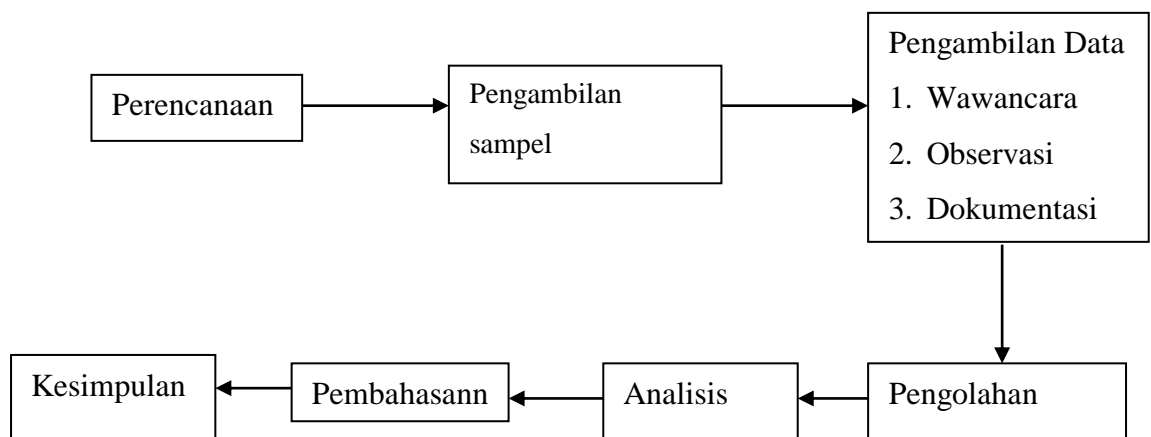 Perencanaan
Pengambilan
sampel
Pengambilan Data
1. Wawancara
2. Observasi
3. Dokumentasi
Pengolahan
Analisis
Pembahasann
Kesimpulan